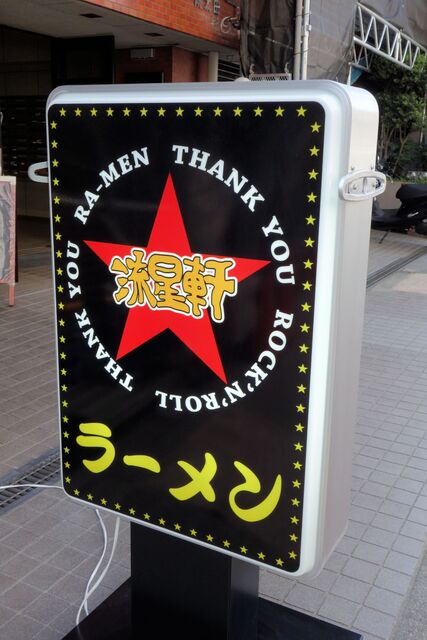 THANK YOU ROCK'N'ROLL
THANK YOU RA-MEN
流星軒
ラーメン